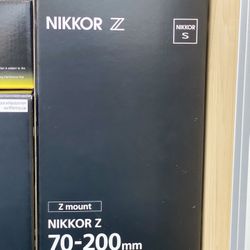 NIKKOR Z
NIKKOR
S
Z mount
NIKKOR Z
70-200mm